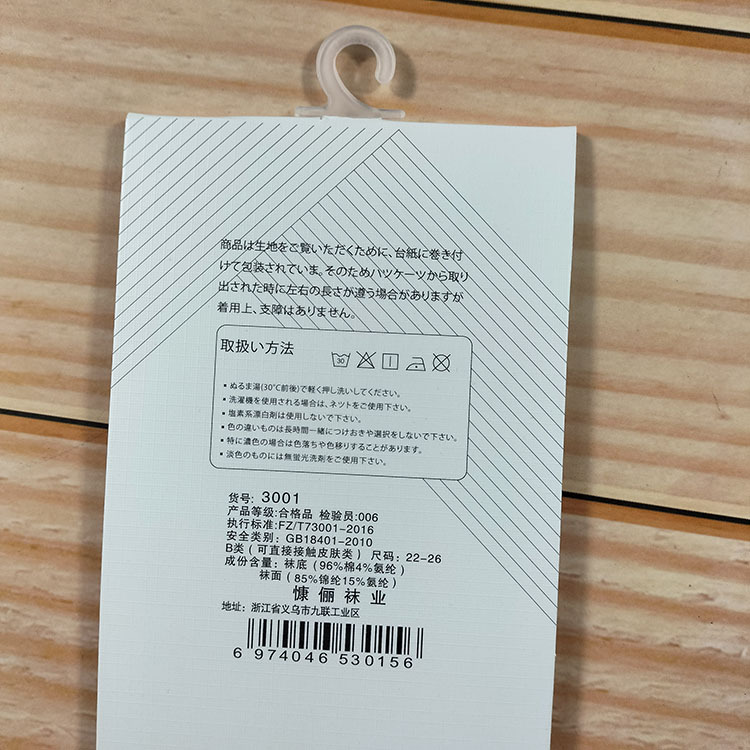 商品は生地をご覧いただくために、台紙に巻き付
けて包装されていま。そのためパツケーツから取り
出された時に左右の長さが違う場合がありますが
着用上、支障はありません。
取扱い方法
30
▪ ぬるま湯(30℃前後)で軽く押し洗いしてください。
▪ 洗濯機を使用される場合は、ネツトをご使用下さい。
▪ 塩素系漂白剤は使用しないで下さい。
▪ 色の違いものは長時間一緒につけおきや選択をしないで下さい。
▪ 特に濃色の場合は色落ちや色移りすることがあります。
▪ 淡色のものには無蛍光洗剤をご使用下さい。
货号: 3001
产品等级:合格品 检验员:006
执行标准:FZ/T73001-2016
安全类别: GB18401-2010
B类(可直接接触皮肤类) 尺码: 22-26
成份含量: 袜底(96%棉4%氨纶)
袜面(85%锦纶15%氨纶)
慷俪袜业
地址: 浙江省义乌市九联工业区
6 974046 530156